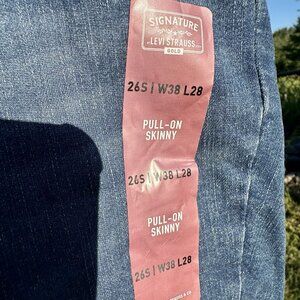 SIGNATURE
BY
LEVI STRAUSS
GOLD
26S | W38 L28
PULL-ON
SKINNY
26S | W38 L28
PULL-ON
SKINNY
26S | W38 L28